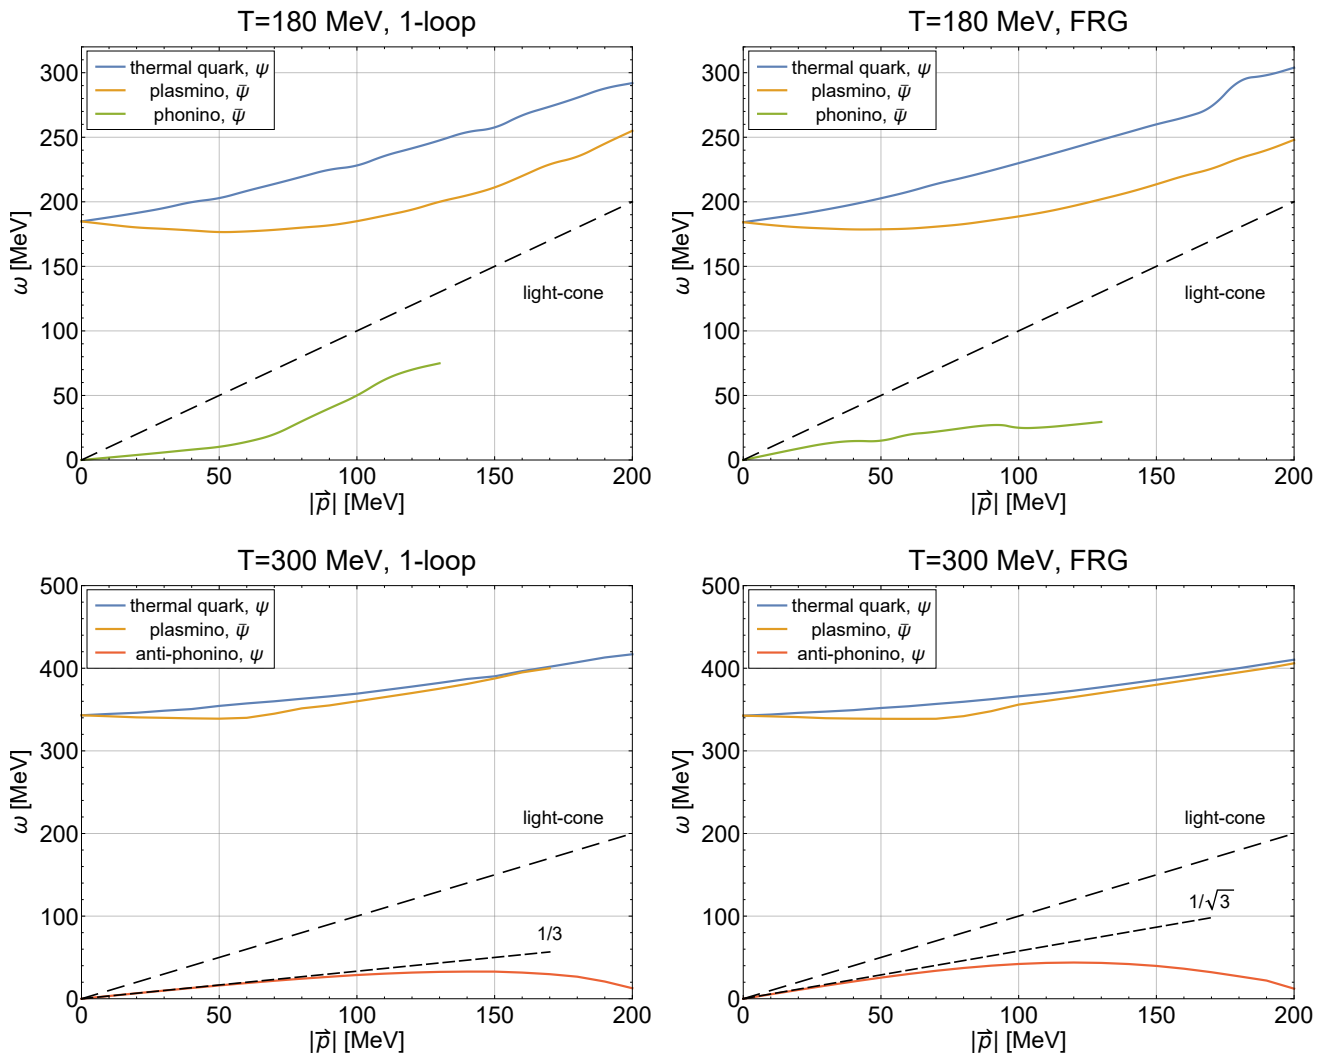 T=180 MeV, 1-loop
thermal quark, ψ
plasmino, ψ̄
phonino, ψ̄
light-cone
ω [MeV]
300
250
200
150
100
50
0
0 50 100 150 200
|p⃗| [MeV]
T=180 MeV, FRG
thermal quark, ψ
plasmino, ψ̄
phonino, ψ̄
light-cone
ω [MeV]
300
250
200
150
100
50
0
0 50 100 150 200
|p⃗| [MeV]
T=300 MeV, 1-loop
thermal quark, ψ
plasmino, ψ̄
anti-phonino, ψ
light-cone
1/3
ω [MeV]
500
400
300
200
100
0
0 50 100 150 200
|p⃗| [MeV]
T=300 MeV, FRG
thermal quark, ψ
plasmino, ψ̄
anti-phonino, ψ
light-cone
1/√3
ω [MeV]
500
400
300
200
100
0
0 50 100 150 200
|p⃗| [MeV]